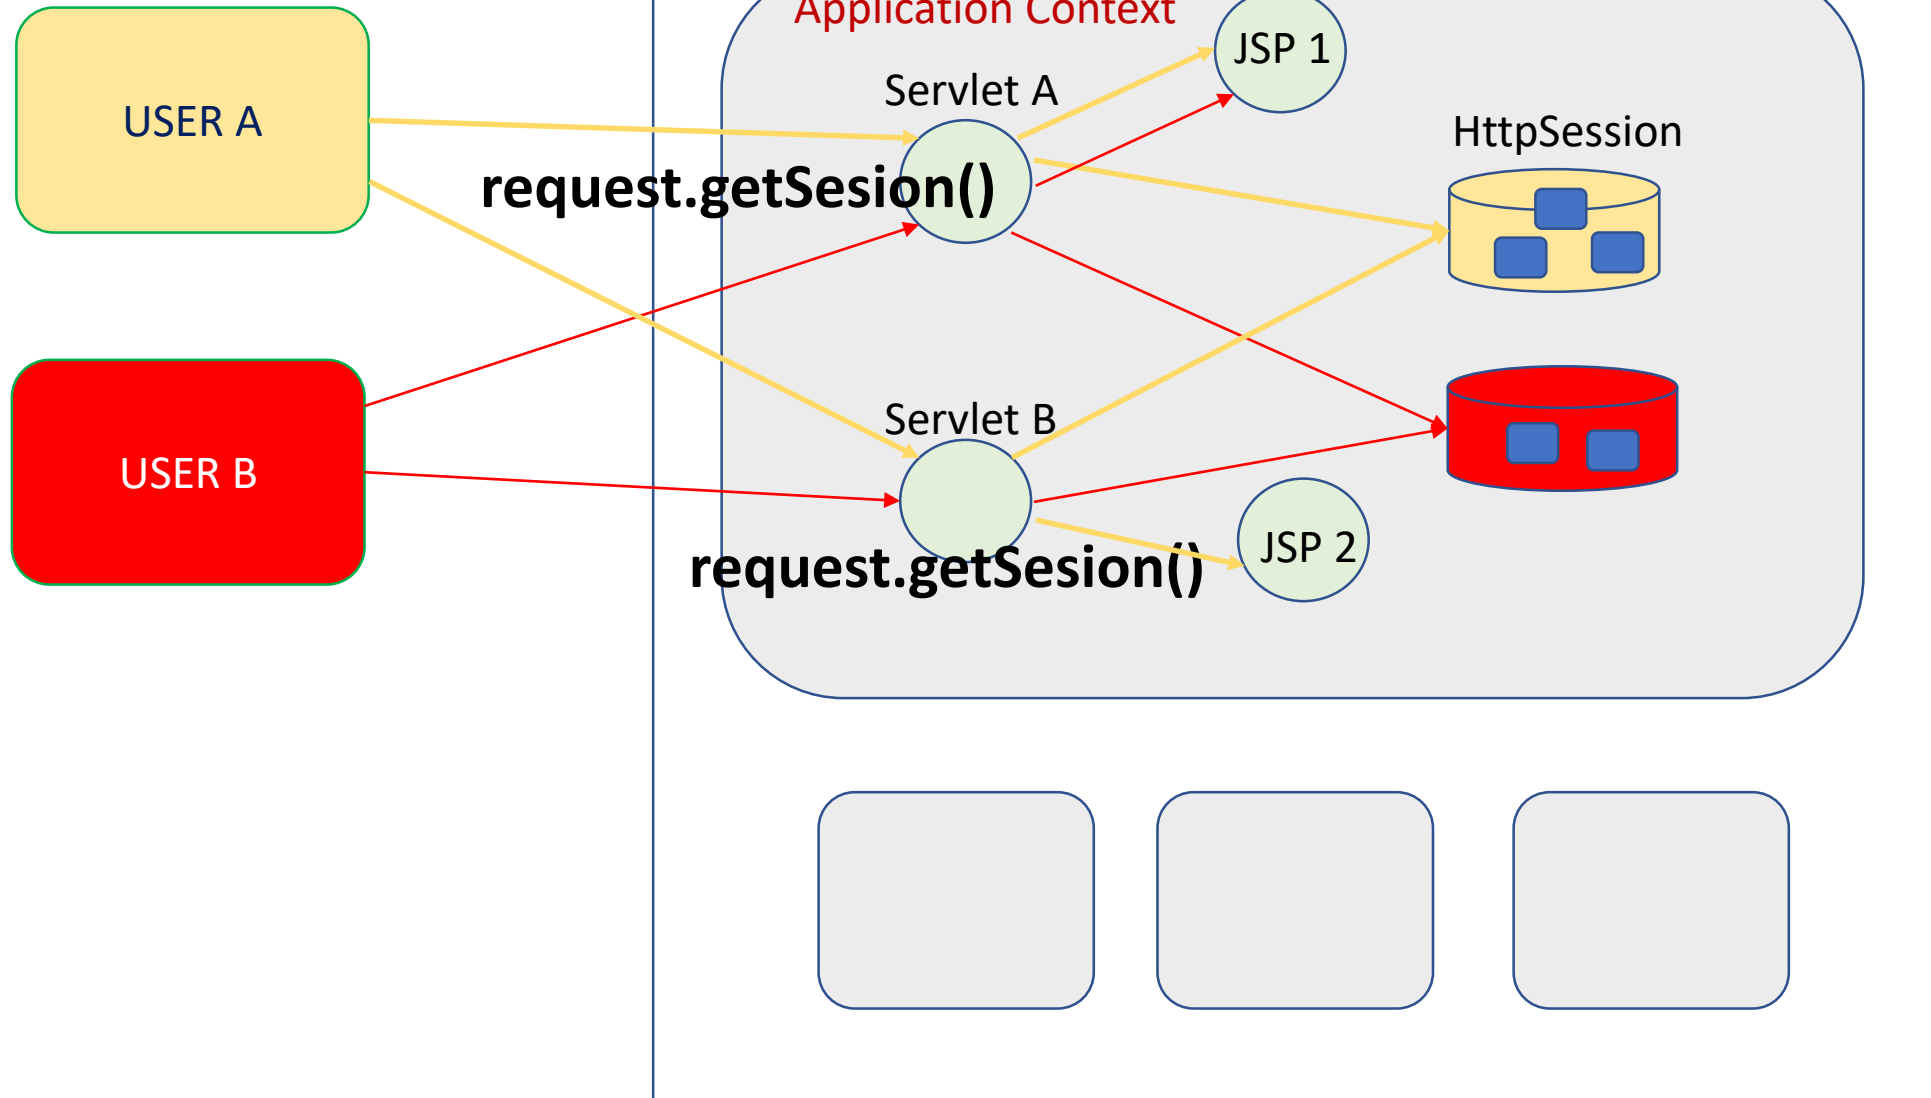 Application Context
JSP 1
Servlet A
USER A
HttpSession
request.getSesion()
Servlet B
USER B
JSP 2
request.getSesion()